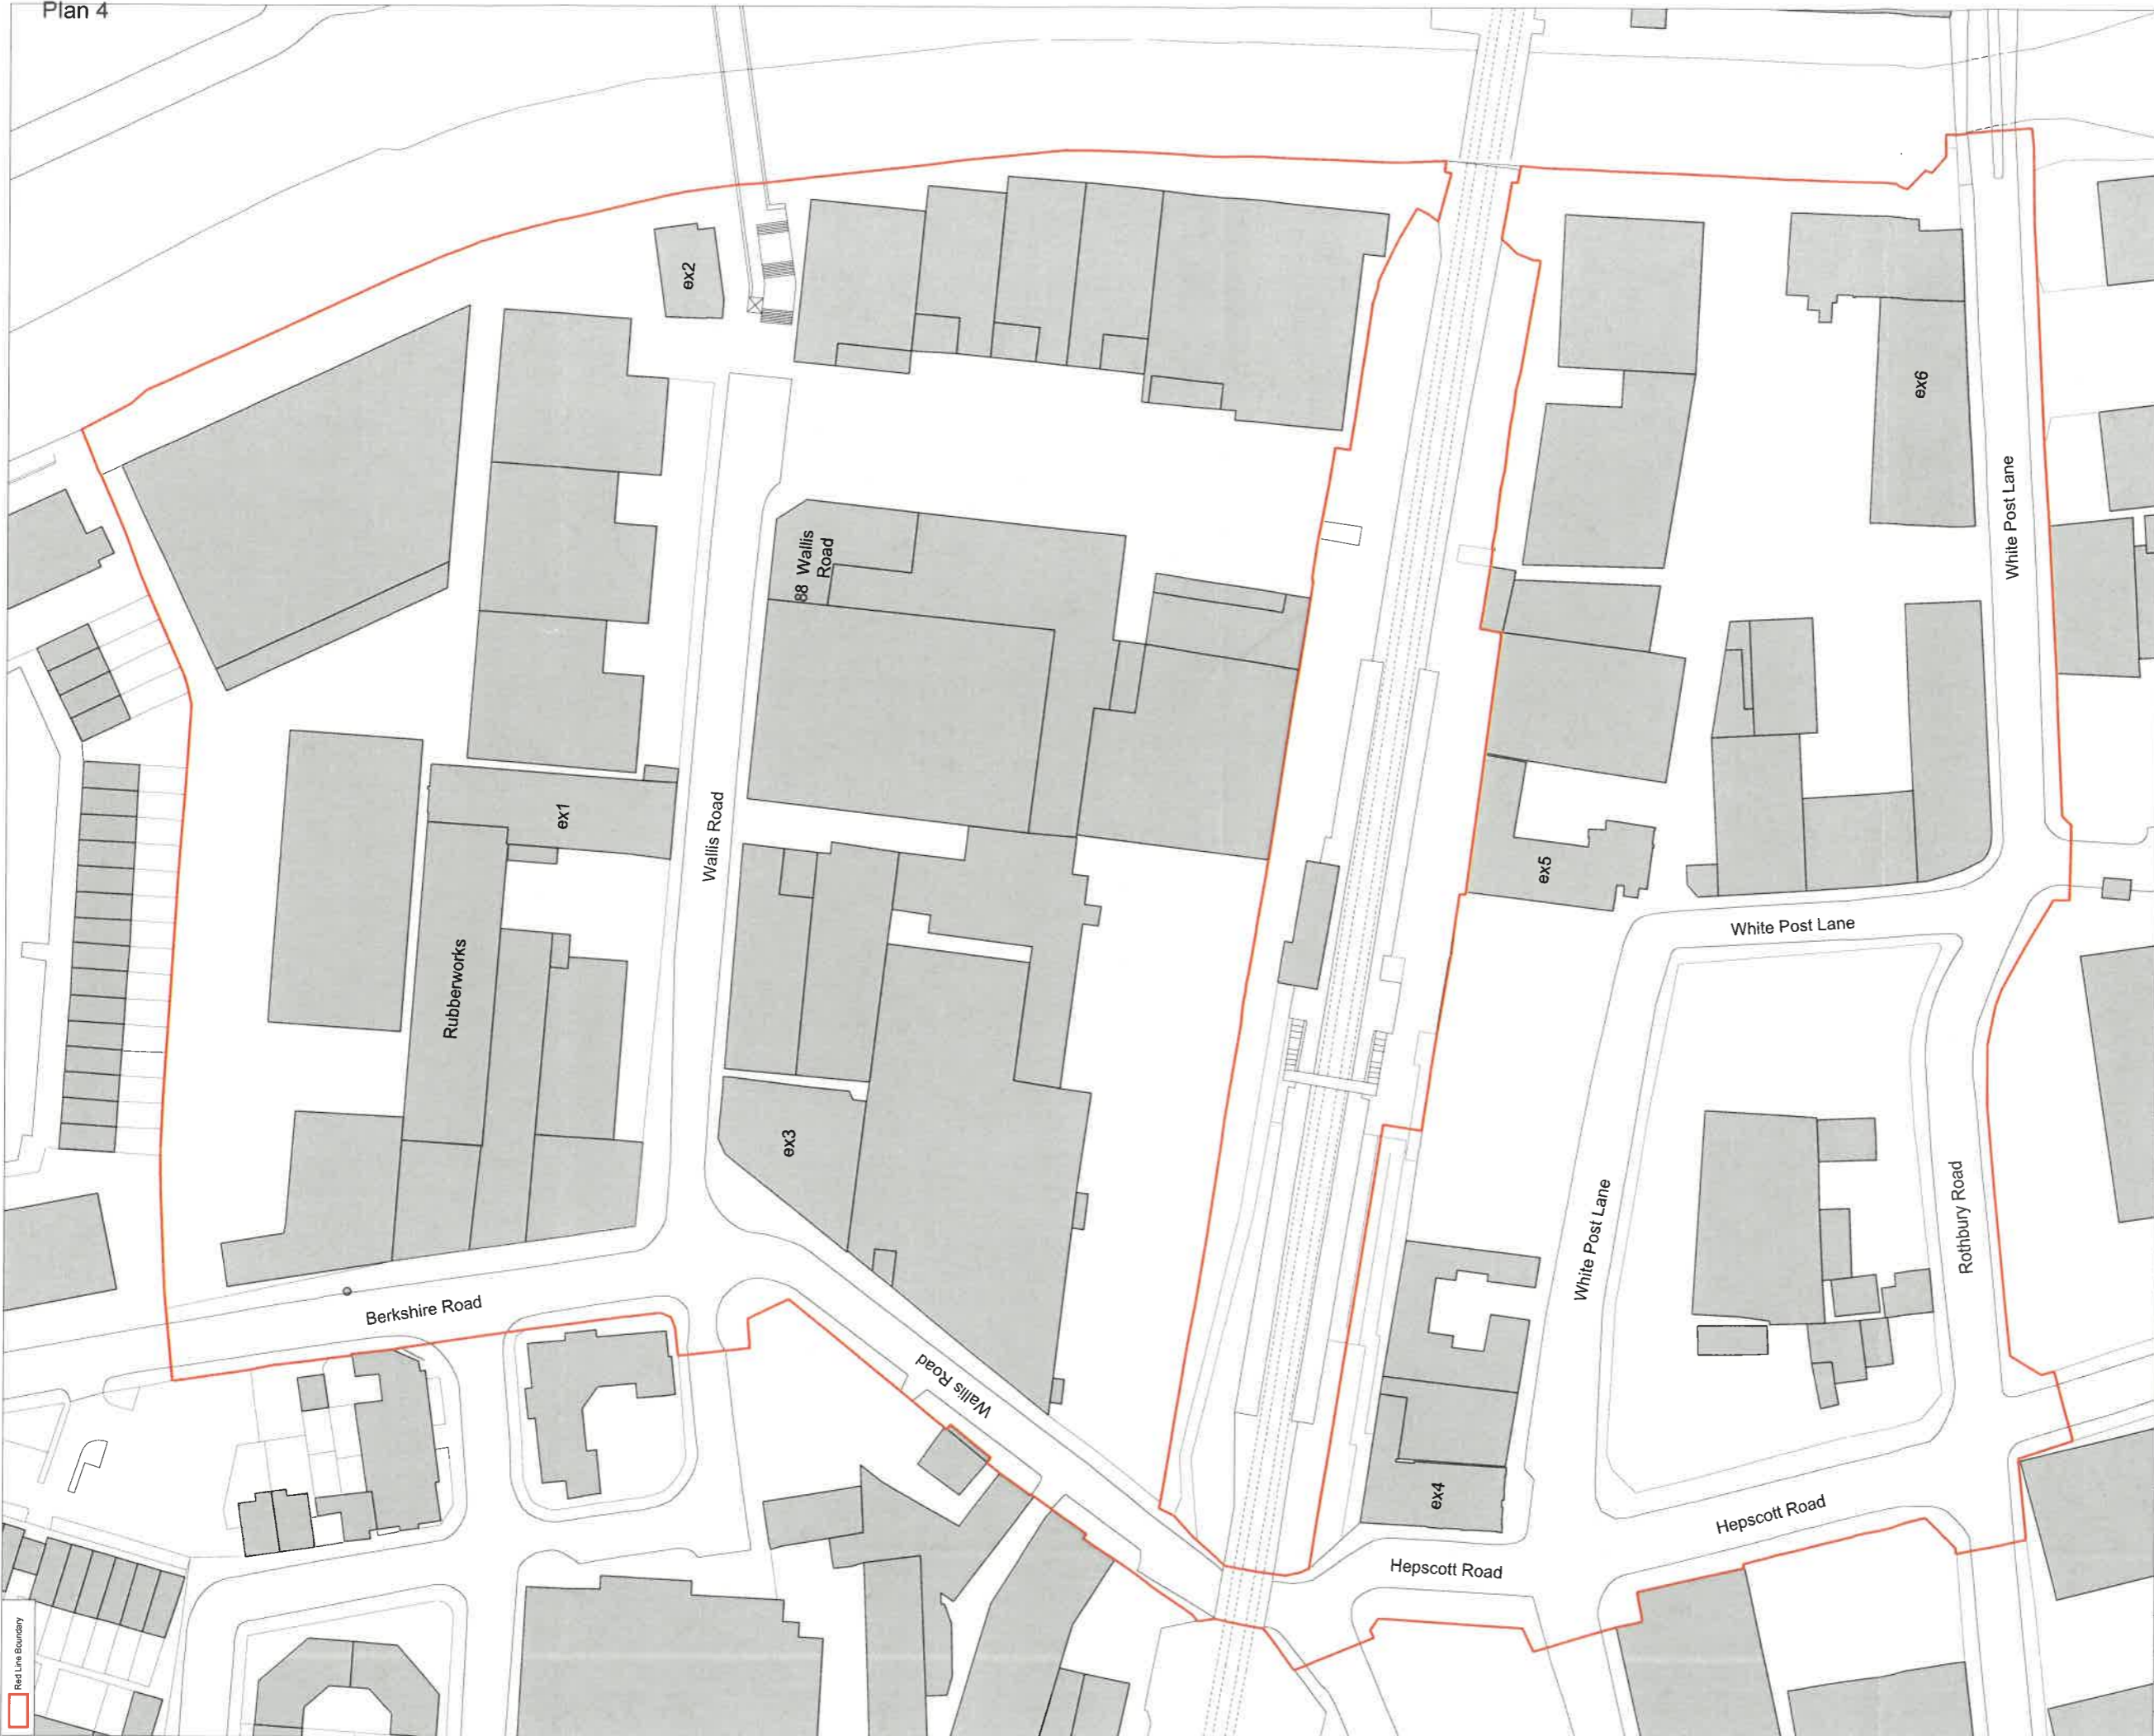 Plan 4
ex2
ex6
White Post Lane
88 Wallis
Road
Wallis Road
ex1
ex5
White Post Lane
Rubberworks
ex3
White Post Lane
Rothbury Road
Berkshire Road
Wallis Road
ex4
Hepscott Road
Hepscott Road
Red Line Boundary